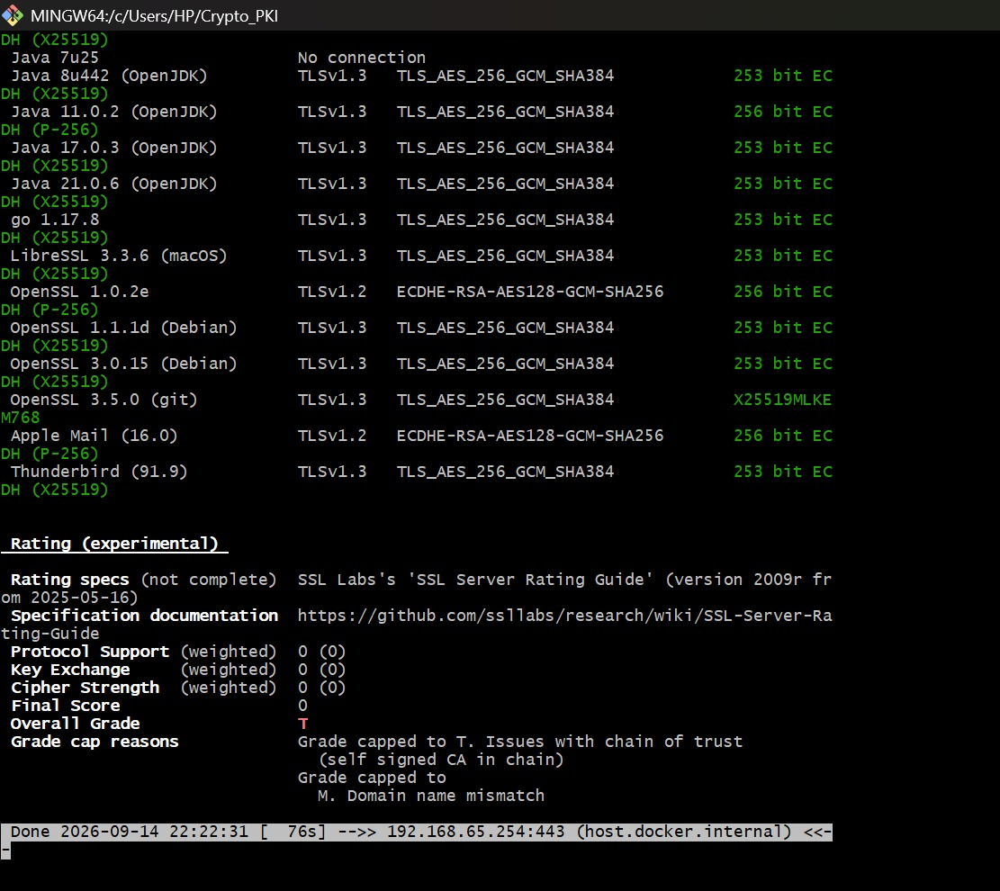 MINGW64:/c/Users/HP/Crypto_PKI
DH (X25519)
Java 7u25 No connection
Java 8u442 (OpenJDK) TLSv1.3 TLS_AES_256_GCM_SHA384 253 bit EC
DH (X25519)
Java 11.0.2 (OpenJDK) TLSv1.3 TLS_AES_256_GCM_SHA384 256 bit EC
DH (P-256)
Java 17.0.3 (OpenJDK) TLSv1.3 TLS_AES_256_GCM_SHA384 253 bit EC
DH (X25519)
Java 21.0.6 (OpenJDK) TLSv1.3 TLS_AES_256_GCM_SHA384 253 bit EC
DH (X25519)
go 1.17.8 TLSv1.3 TLS_AES_256_GCM_SHA384 253 bit EC
DH (X25519)
LibreSSL 3.3.6 (macOS) TLSv1.3 TLS_AES_256_GCM_SHA384 253 bit EC
DH (X25519)
OpenSSL 1.0.2e TLSv1.2 ECDHE-RSA-AES128-GCM-SHA256 256 bit EC
DH (P-256)
OpenSSL 1.1.1d (Debian) TLSv1.3 TLS_AES_256_GCM_SHA384 253 bit EC
DH (X25519)
OpenSSL 3.0.15 (Debian) TLSv1.3 TLS_AES_256_GCM_SHA384 253 bit EC
DH (X25519)
OpenSSL 3.5.0 (git) TLSv1.3 TLS_AES_256_GCM_SHA384 X25519MLKE
M768
Apple Mail (16.0) TLSv1.2 ECDHE-RSA-AES128-GCM-SHA256 256 bit EC
DH (P-256)
Thunderbird (91.9) TLSv1.3 TLS_AES_256_GCM_SHA384 253 bit EC
DH (X25519)
Rating (experimental)
Rating specs (not complete) SSL Labs's 'SSL Server Rating Guide' (version 2009r fr
om 2025-05-16)
Specification documentation https://github.com/ssllabs/research/wiki/SSL-Server-Ra
ting-Guide
Protocol Support (weighted) 0 (0)
Key Exchange (weighted) 0 (0)
Cipher Strength (weighted) 0 (0)
Final Score 0
Overall Grade T
Grade cap reasons Grade capped to T. Issues with chain of trust
(self signed CA in chain)
Grade capped to
M. Domain name mismatch
Done 2026-09-14 22:22:31 [ 76s] -->> 192.168.65.254:443 (host.docker.internal) <<-
-